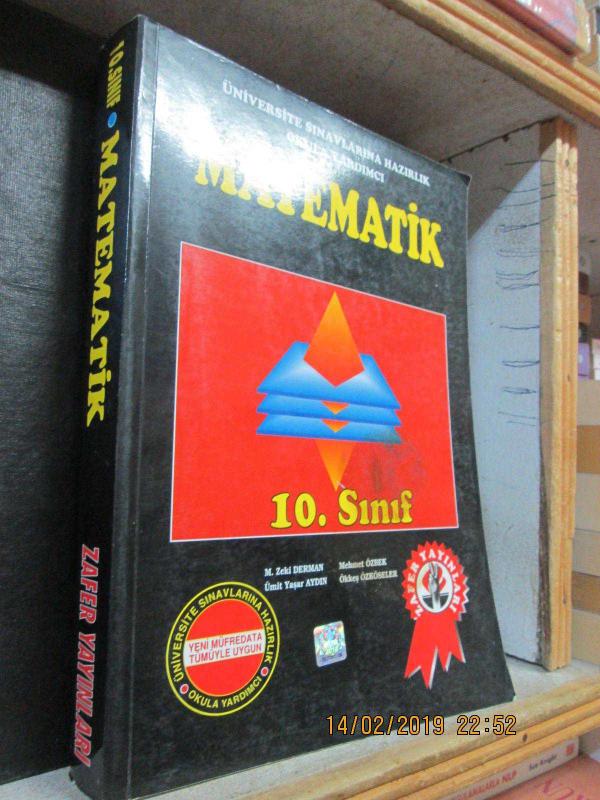 10.SINIF • MATEMATİK
ZAFER YAYINLARI
ÜNİVERSİTE SINAVLARINA HAZIRLIK
OKULA YARDIMCI
MATEMATİK
10. Sınıf
M. Zeki DERMAN
Mehmet ÖZBEK
Ümit Yaşar AYDIN
Ökkeş ÖZKÖSELER
ÜNİVERSİTE SINAVLARINA HAZIRLIK
YENİ MÜFREDATA
TÜMÜYLE UYGUN
• OKULA YARDIMCI •
ZAFER YAYINLARI
14/02/2019 22:52